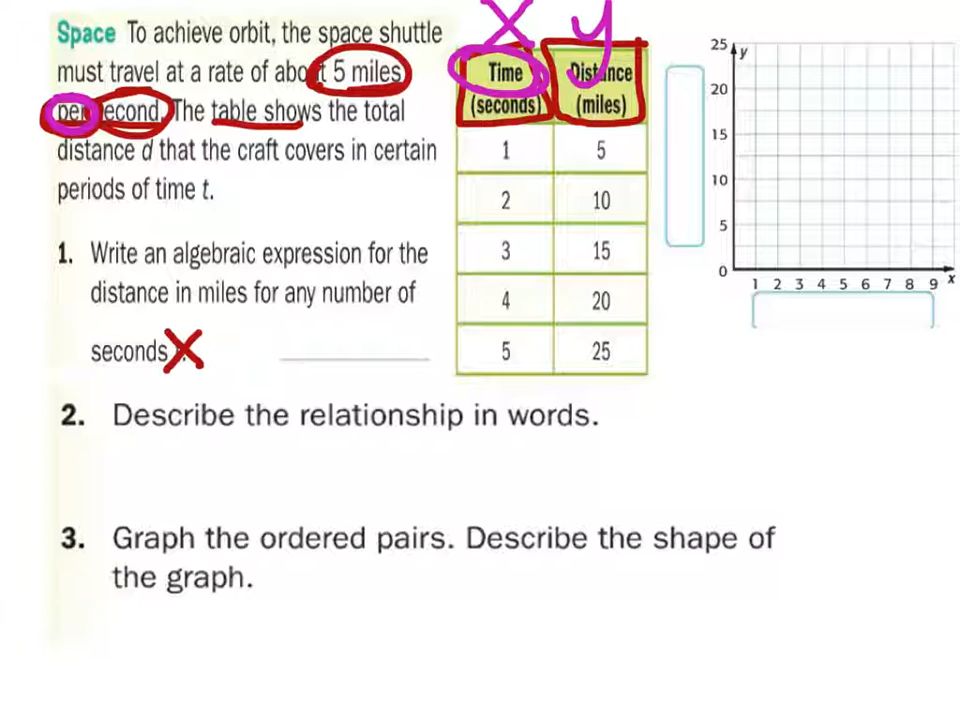 Space To achieve orbit, the space shuttle
must travel at a rate of about 5 miles
per second. The table shows the total
distance d that the craft covers in certain
periods of time t.
1. Write an algebraic expression for the
distance in miles for any number of
seconds
x y
Time (seconds) Distance (miles)
1 5
2 10
3 15
4 20
5 25
y
25
20
15
10
5
0
1 2 3 4 5 6 7 8 9 x
2. Describe the relationship in words.
3. Graph the ordered pairs. Describe the shape of
the graph.